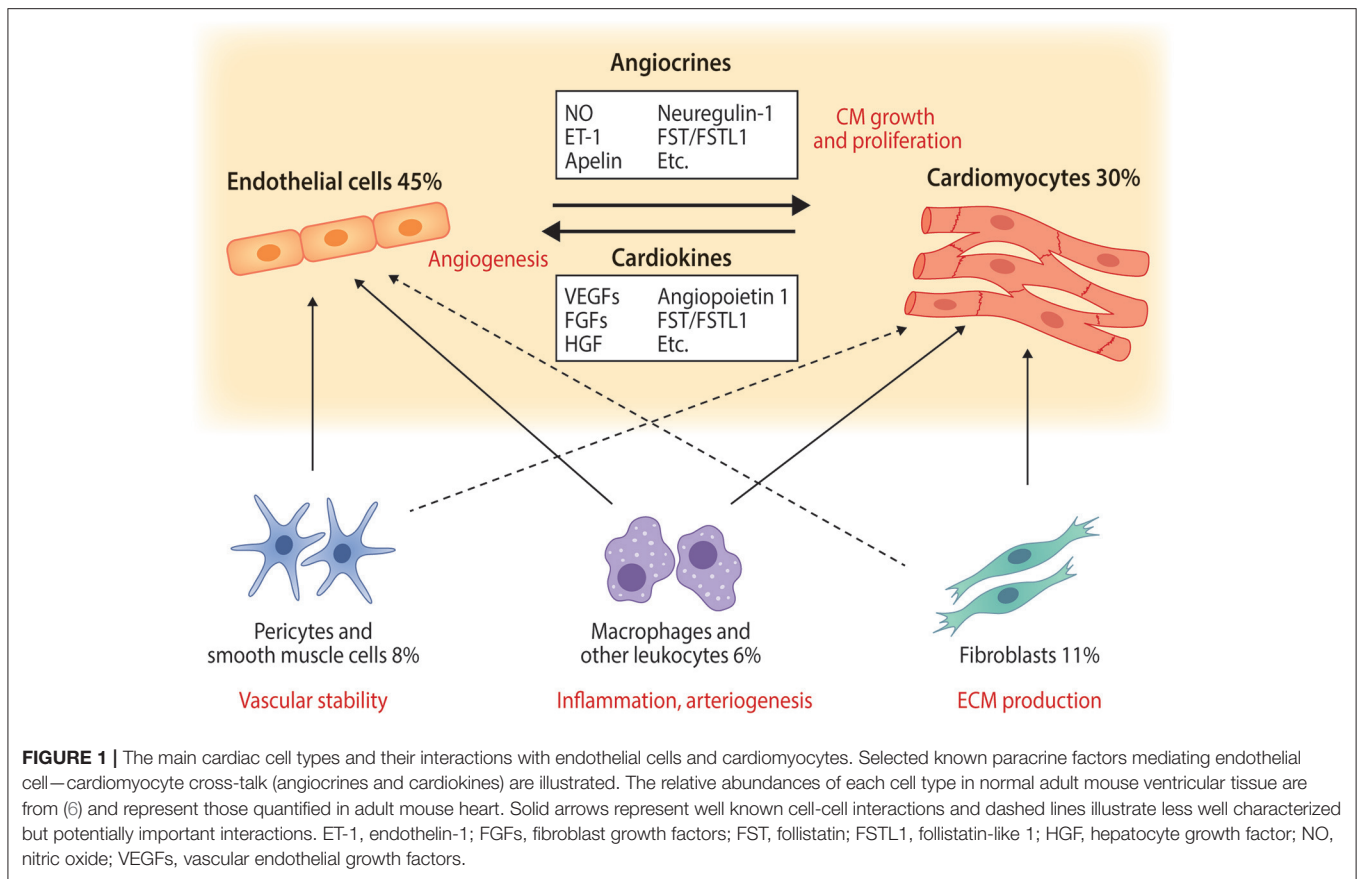 Angiocrines
NO Neuregulin-1
ET-1 FST/FSTL1
Apelin Etc.
CM growth
and proliferation
Endothelial cells 45%
Cardiomyocytes 30%
Angiogenesis
Cardiokines
VEGFs Angiopoietin 1
FGFs FST/FSTL1
HGF Etc.
Pericytes and
smooth muscle cells 8%
Vascular stability
Macrophages and
other leukocytes 6%
Inflammation, arteriogenesis
Fibroblasts 11%
ECM production
FIGURE 1 | The main cardiac cell types and their interactions with endothelial cells and cardiomyocytes. Selected known paracrine factors mediating endothelial
cell—cardiomyocyte cross-talk (angiocrines and cardiokines) are illustrated. The relative abundances of each cell type in normal adult mouse ventricular tissue are
from (6) and represent those quantified in adult mouse heart. Solid arrows represent well known cell-cell interactions and dashed lines illustrate less well characterized
but potentially important interactions. ET-1, endothelin-1; FGFs, fibroblast growth factors; FST, follistatin; FSTL1, follistatin-like 1; HGF, hepatocyte growth factor; NO,
nitric oxide; VEGFs, vascular endothelial growth factors.